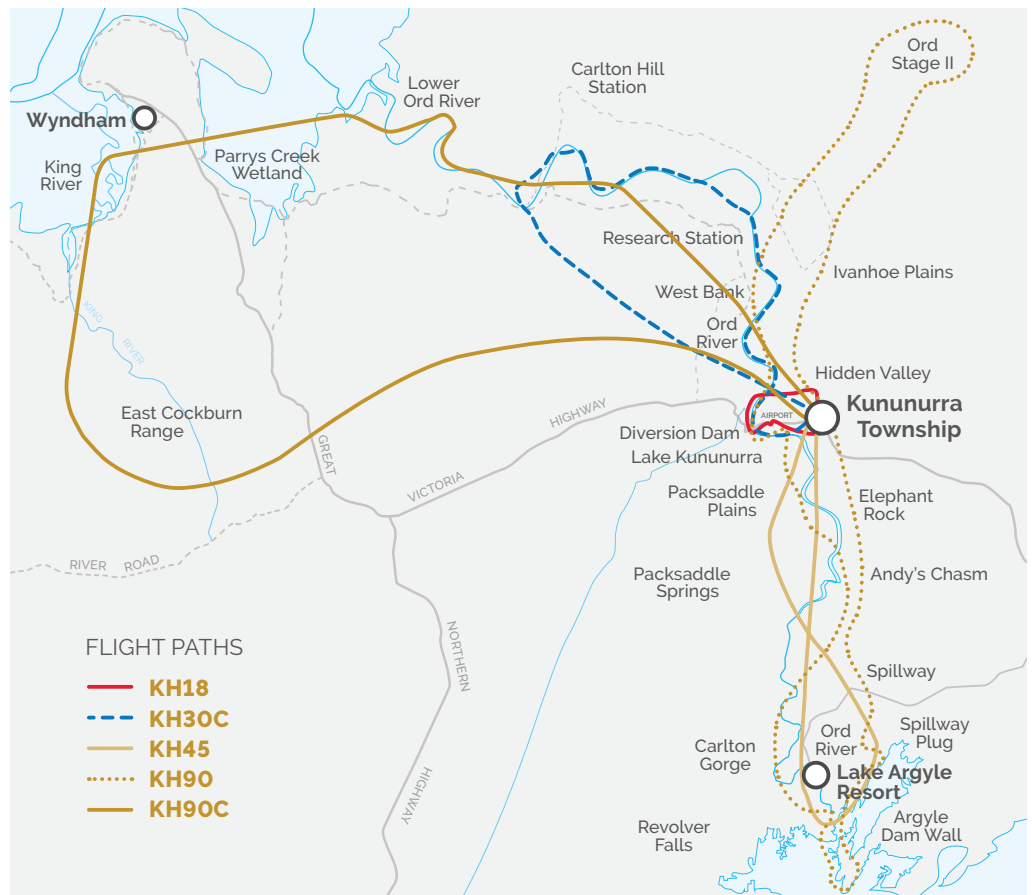 Ord
Stage II
Carlton Hill
Station
Lower
Ord River
Wyndham
King
River
Parrys Creek
Wetland
Research Station
Ivanhoe Plains
West Bank
Ord
River
KING
RIVER
Hidden Valley
Kununurra
Township
AIRPORT
East Cockburn
Range
HIGHWAY
Diversion Dam
Lake Kununurra
GREAT
VICTORIA
Packsaddle
Plains
Elephant
Rock
RIVER ROAD
Packsaddle
Springs
Andy's Chasm
NORTHERN
FLIGHT PATHS
KH18
KH30C
KH45
KH90
KH90C
Spillway
Ord
River
Spillway
Plug
Carlton
Gorge
Lake Argyle
Resort
HIGHWAY
Revolver
Falls
Argyle
Dam Wall